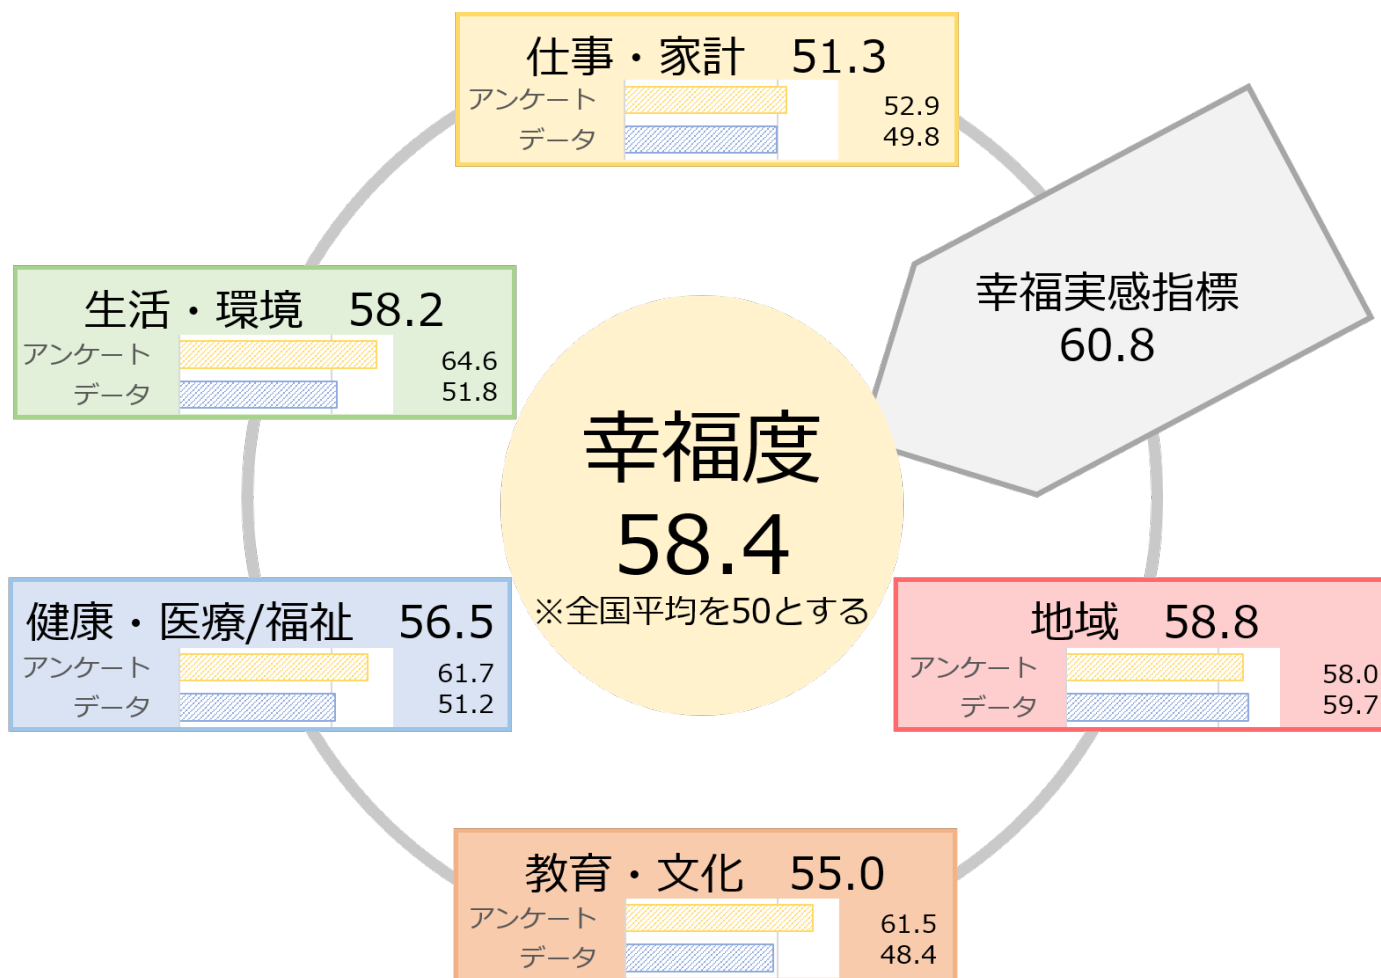 仕事・家計 51.3
アンケート 52.9
データ 49.8
幸福実感指標
60.8
生活・環境 58.2
アンケート 64.6
データ 51.8
幸福度
58.4
※全国平均を50とする
健康・医療/福祉 56.5
アンケート 61.7
データ 51.2
地域 58.8
アンケート 58.0
データ 59.7
教育・文化 55.0
アンケート 61.5
データ 48.4